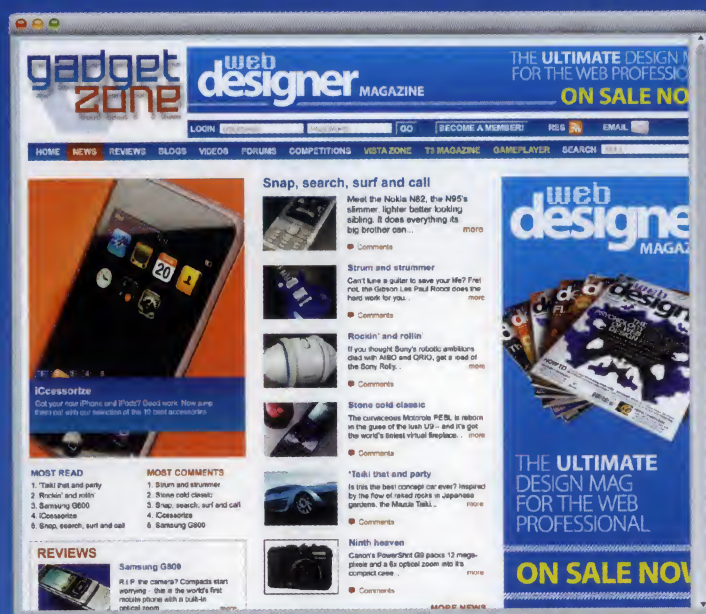 gadget
zone
web
designer MAGAZINE
THE ULTIMATE DESIGN M
FOR THE WEB PROFESSIO
ON SALE NO
LOGIN
GO
BECOME A MEMBER!
RSS
EMAIL
HOME NEWS REVIEWS BLOGS VIDEOS FORUMS COMPETITIONS VISTA ZONE T3 MAGAZINE GAMEPLAYER SEARCH
20
1
iCcessorize
Got your new iPhone and iPods? Good work. Now pimp
them out with our selection of the 10 best accessories
MOST READ
1. 'Taiki that and party
2. Rockin' and rollin'
3. Samsung G800
4. iCcessorize
5. Snap, search, surf and call
MOST COMMENTS
1. Strum and strummer
2. Stone cold classic
3. Snap, search, surf and call
4. iCcessorize
5. Samsung G800
REVIEWS
Samsung G800
R.I.P. the camera? Compacts start
worrying - this is the world's first
mobile phone with a built-in
optical zoom
more
Snap, search, surf and call
Meet the Nokia N82, the N95's
slimmer, lighter batter looking
sibling. It does everything its
big brother can... more
Comments
Strum and strummer
Can't tune a guitar to save your life? Fret
not, the Gibson Les Paul Robot does the
hard work for you... more
Comments
Rockin' and rollin'
If you thought Sony's robotic ambitions
died with AIBO and QRIO, get a load of
the Sony Rolly... more
Comments
Stone cold classic
The curvaceous Motorola PEBL is reborn
in the guise of the lush U9 – and it's got
the world's tiniest virtual fireplace... more
Comments
'Taiki that and party
Is this the best concept car ever? Inspired
by the flow of raked rocks in Japanese
gardens, the Mazda Taiki... more
Comments
Ninth heaven
Canon's PowerShot G9 packs 12 mega-
pixels and a 6x optical zoom into its
compact case... more
Comments
MORE NEWS
web
designe
MAGAZ
THE ULTIMATE
DESIGN MAG
FOR THE WEB
PROFESSIONAL
ON SALE NOW